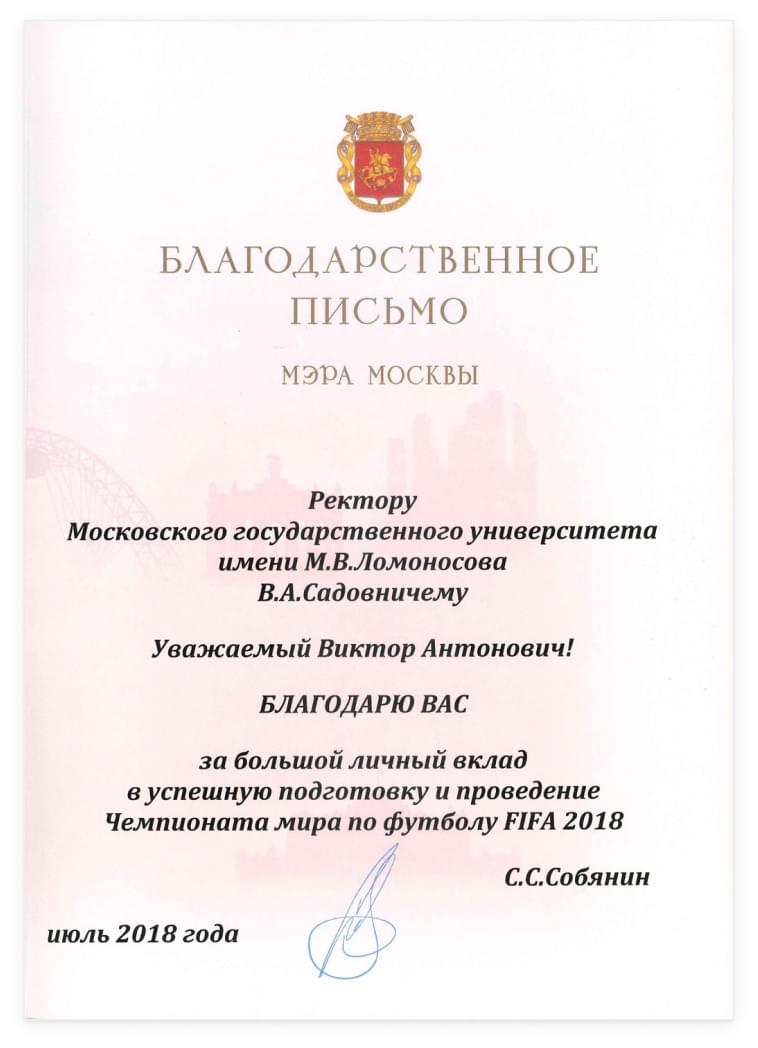 БЛАГОДАРСТВЕННОЕ
ПИСЬМО
МЭРА МОСКВЫ
Ректору
Московского государственного университета
имени М.В.Ломоносова
В.А.Садовничему
Уважаемый Виктор Антонович!
БЛАГОДАРЮ ВАС
за большой личный вклад
в успешную подготовку и проведение
Чемпионата мира по футболу FIFA 2018
С.С.Собянин
июль 2018 года